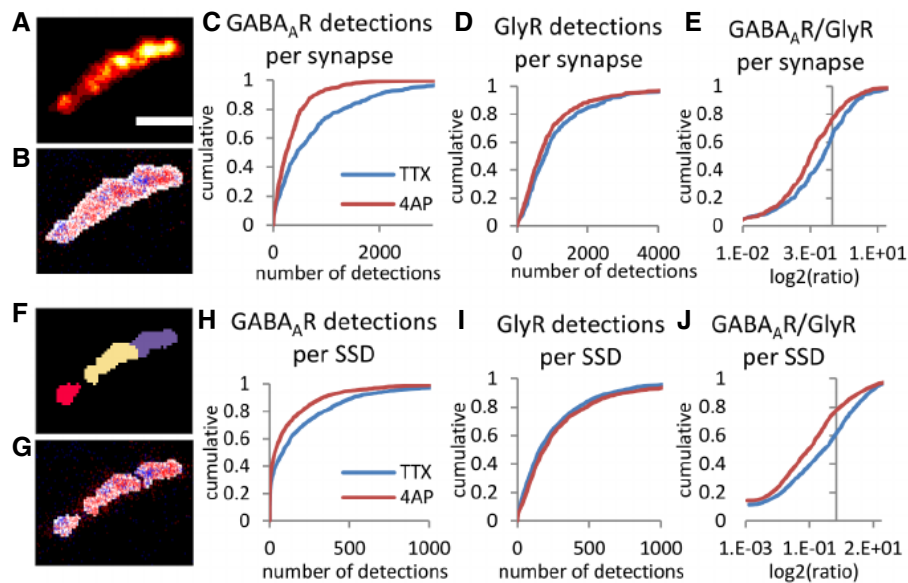 A
B
C
GABA_AR detections
per synapse
cumulative
1
0.8
0.6
0.4
0.2
0
TTX
4AP
0
2000
number of detections
D
GlyR detections
per synapse
cumulative
1
0.8
0.6
0.4
0.2
0
0
2000
4000
number of detections
E
GABA_AR/GlyR
per synapse
cumulative
1
0.8
0.6
0.4
0.2
0
1.E-02
3.E-01
1.E+01
log2(ratio)
F
G
H
GABA_AR detections
per SSD
cumulative
1
0.8
0.6
0.4
0.2
0
TTX
4AP
0
500
1000
number of detections
I
GlyR detections
per SSD
cumulative
1
0.8
0.6
0.4
0.2
0
0
500
1000
number of detections
J
GABA_AR/GlyR
per SSD
cumulative
1
0.8
0.6
0.4
0.2
0
1.E-03
1.E-01
2.E+01
log2(ratio)